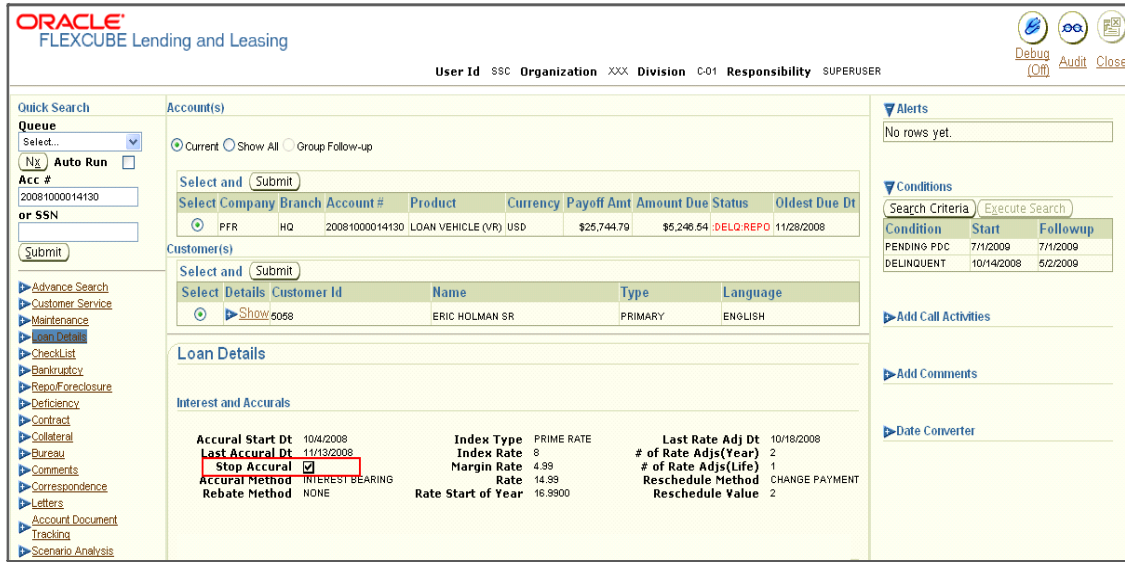 ORACLE
FLEXCUBE Lending and Leasing
Debug (Off) Audit Close
User Id SSC Organization XXX Division C-01 Responsibility SUPERUSER
Quick Search
Queue
Select...
Nx Auto Run
Acc #
20081000014130
or SSN
Submit
Advance Search
Customer Service
Maintenance
Loan Details
CheckList
Bankruptcy
Repo/Foreclosure
Deficiency
Contract
Collateral
Bureau
Comments
Correspondence
Letters
Account Document
Tracking
Scenario Analysis
Account(s)
Current Show All Group Follow-up
Select and Submit
Select Company Branch Account # Product Currency Payoff Amt Amount Due Status Oldest Due Dt
PFR HQ 20081000014130 LOAN VEHICLE (VR) USD $25,744.79 $5,246.54 :DELQ:REPO 11/28/2008
Customer(s)
Select and Submit
Select Details Customer Id Name Type Language
Show 5058 ERIC HOLMAN SR PRIMARY ENGLISH
Loan Details
Interest and Accurals
Accural Start Dt 10/4/2008 Index Type PRIME RATE Last Rate Adj Dt 10/18/2008
Last Accural Dt 11/13/2008 Index Rate 8 # of Rate Adjs(Year) 2
Stop Accural Margin Rate 4.99 # of Rate Adjs(Life) 1
Accural Method INTEREST BEARING Rate 14.99 Reschedule Method CHANGE PAYMENT
Rebate Method NONE Rate Start of Year 16.9900 Reschedule Value 2
Alerts
No rows yet.
Conditions
Search Criteria Execute Search
Condition Start Followup
PENDING PDC 7/1/2009 7/1/2009
DELINQUENT 10/14/2008 5/2/2009
Add Call Activities
Add Comments
Date Converter